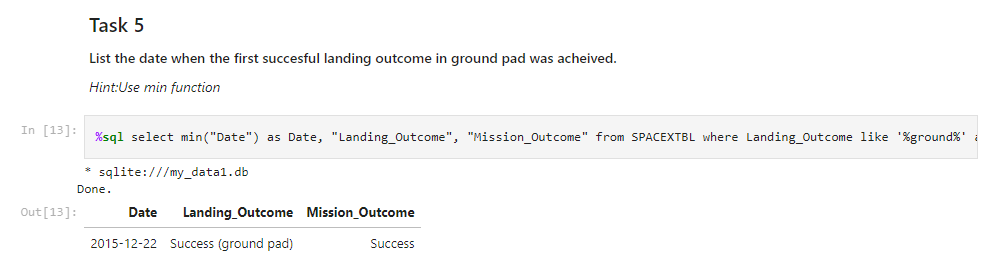 Task 5
List the date when the first succesful landing outcome in ground pad was acheived.
Hint:Use min function
In [13]: %sql select min("Date") as Date, "Landing_Outcome", "Mission_Outcome" from SPACEXTBL where Landing_Outcome like '%ground%'
* sqlite:///my_data1.db
Done.
Out[13]: Date Landing_Outcome Mission_Outcome
2015-12-22 Success (ground pad) Success